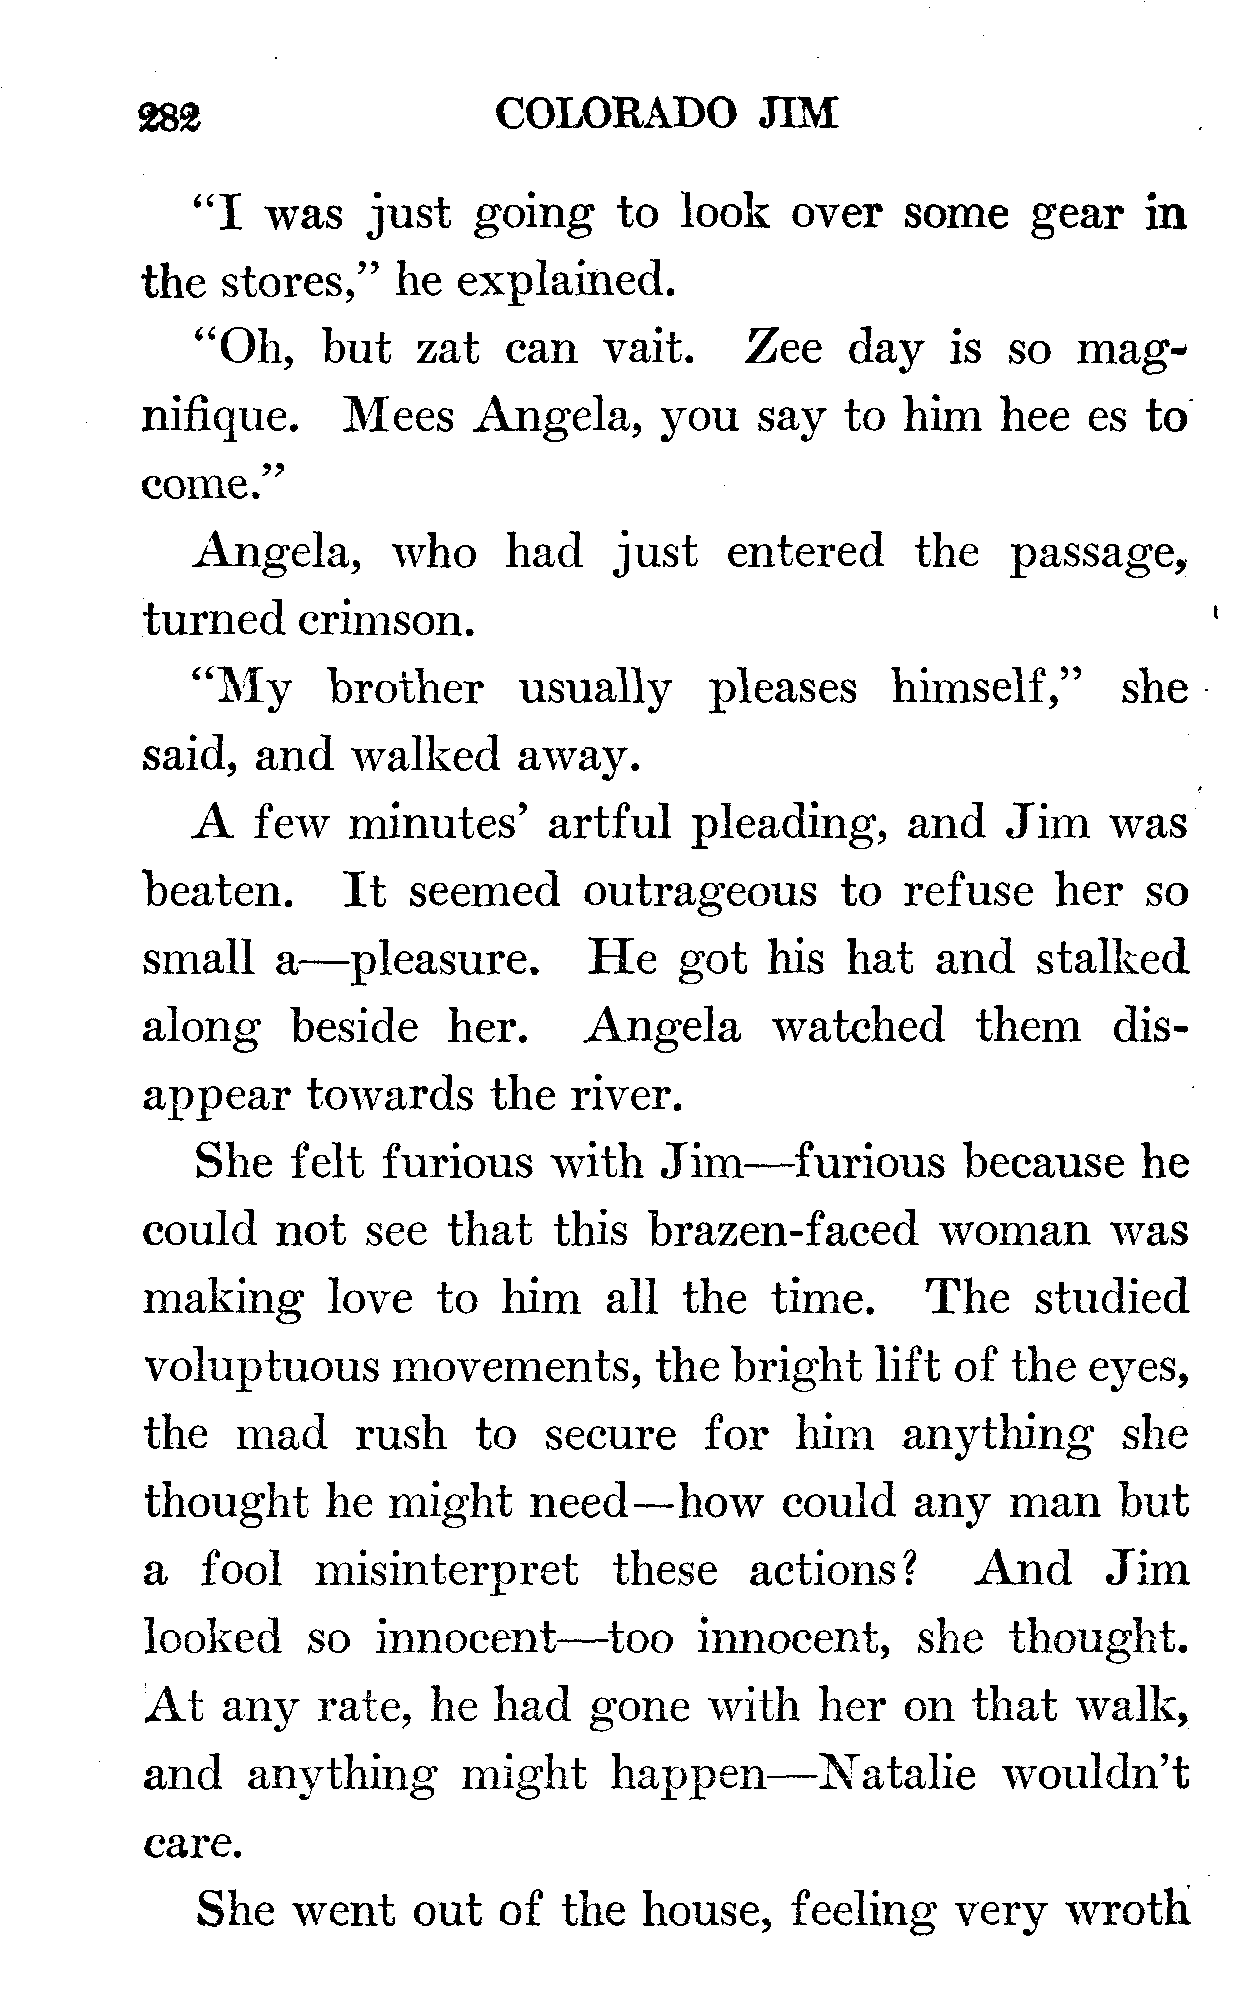 282 COLORADO JIM
"I was just going to look over some gear in
the stores," he explained.
"Oh, but zat can vait. Zee day is so mag-
nifique. Mees Angela, you say to him hee es to
come."
Angela, who had just entered the passage,
turned crimson.
"My brother usually pleases himself," she
said, and walked away.
A few minutes' artful pleading, and Jim was
beaten. It seemed outrageous to refuse her so
small a—pleasure. He got his hat and stalked
along beside her. Angela watched them dis-
appear towards the river.
She felt furious with Jim—furious because he
could not see that this brazen-faced woman was
making love to him all the time. The studied
voluptuous movements, the bright lift of the eyes,
the mad rush to secure for him anything she
thought he might need—how could any man but
a fool misinterpret these actions? And Jim
looked so innocent—too innocent, she thought.
At any rate, he had gone with her on that walk,
and anything might happen—Natalie wouldn't
care.
She went out of the house, feeling very wroth